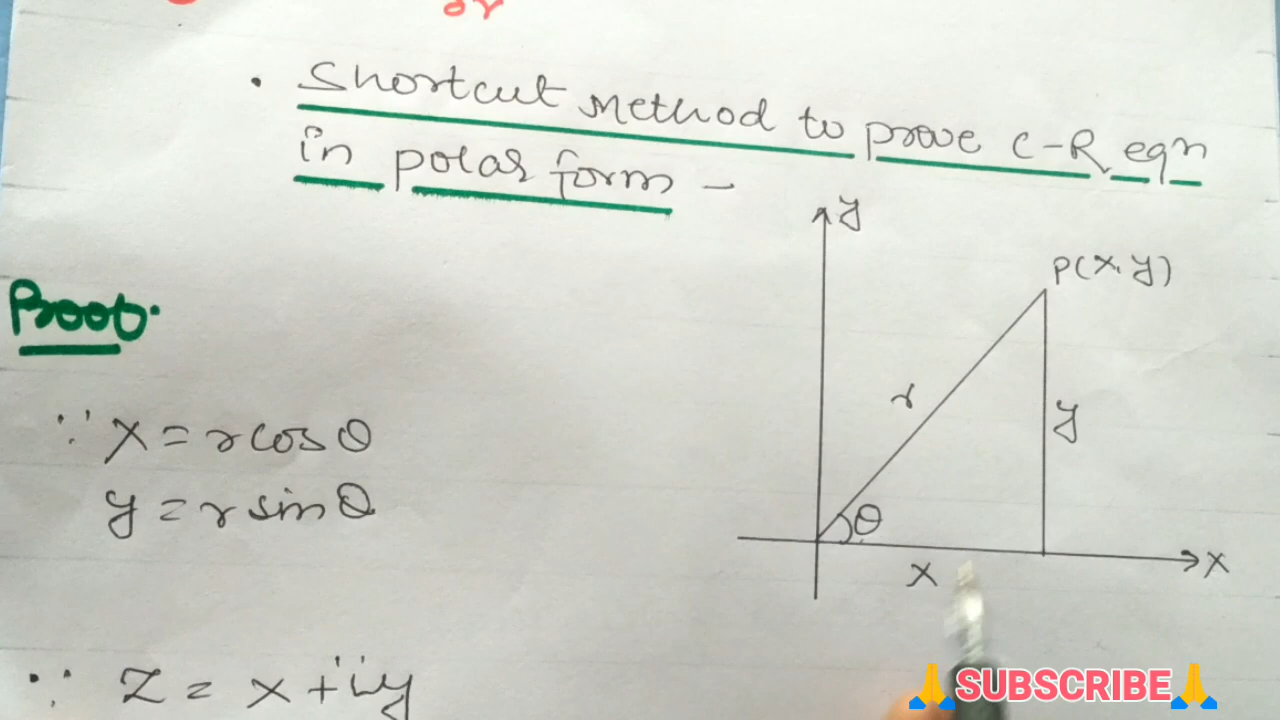 • Shortcut Method to prove C-R eqn
in polar form -
y
P(x, y)
Proof.
r
y
∵ x = r cos θ
y = r sin θ
θ
x
x
∵ z = x + iy
🙏 SUBSCRIBE 🙏